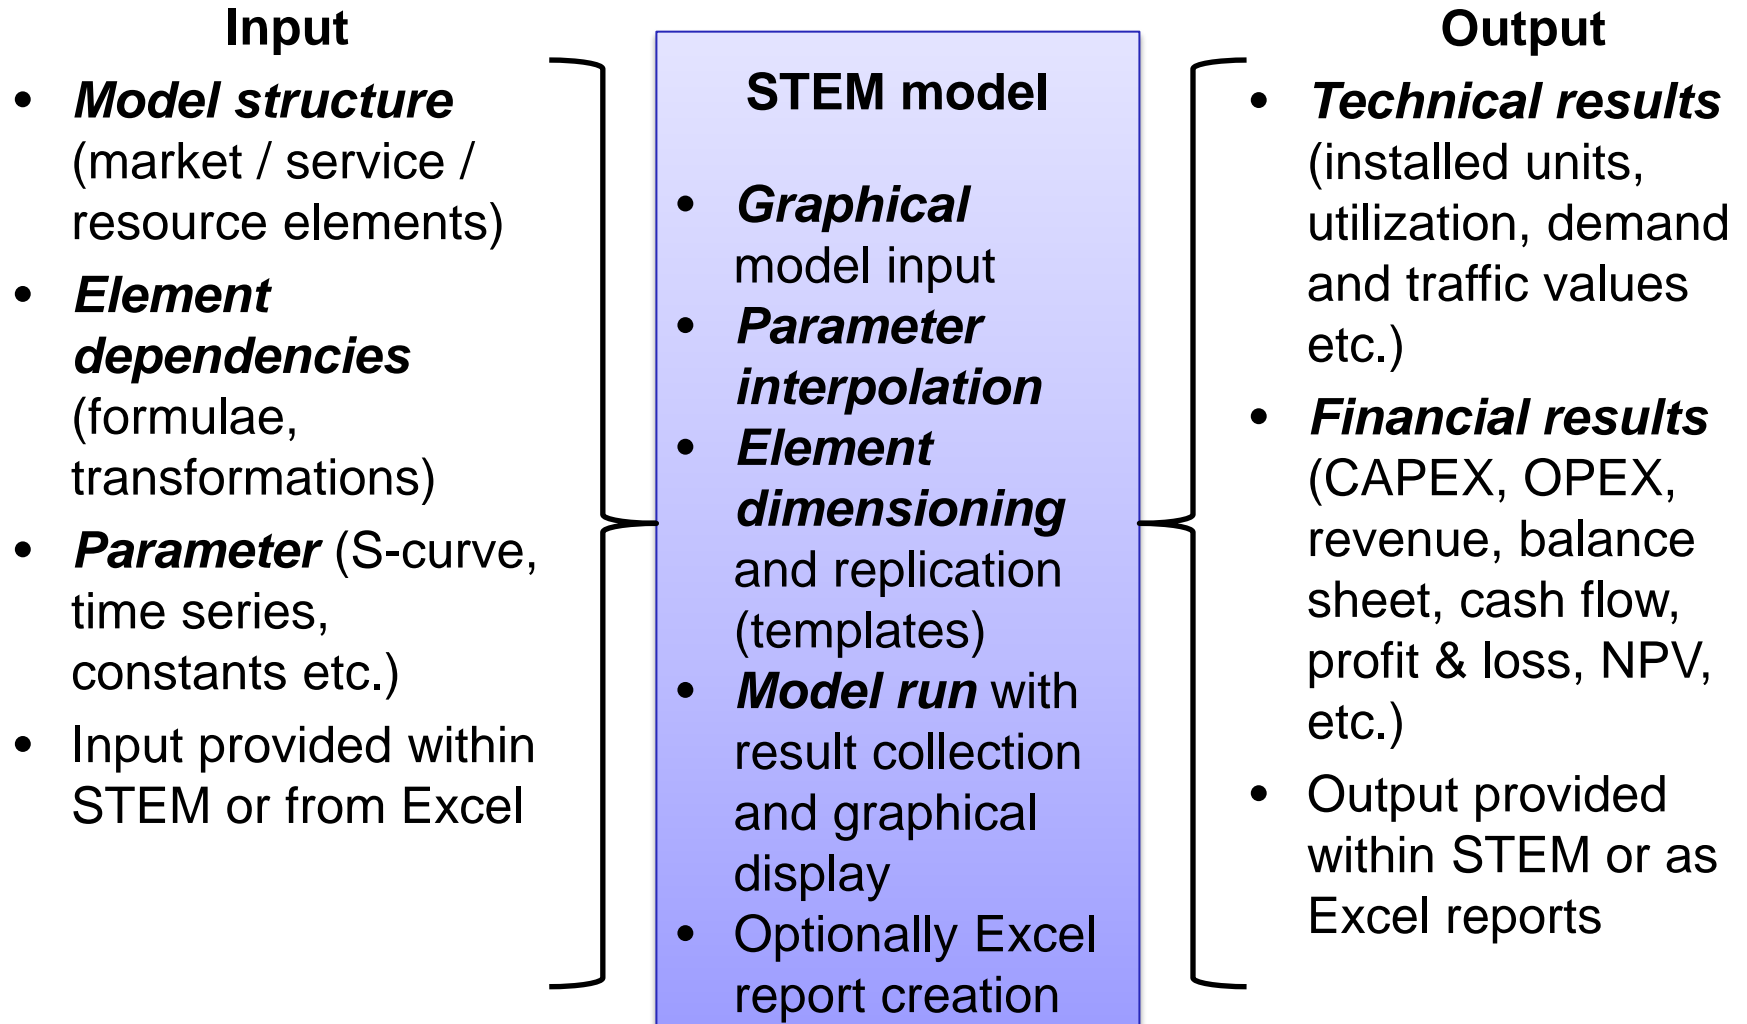 Input
• Model structure
(market / service /
resource elements)
• Element
dependencies
(formulae,
transformations)
• Parameter (S-curve,
time series,
constants etc.)
• Input provided within
STEM or from Excel
STEM model
• Graphical
model input
• Parameter
interpolation
• Element
dimensioning
and replication
(templates)
• Model run with
result collection
and graphical
display
• Optionally Excel
report creation
Output
• Technical results
(installed units,
utilization, demand
and traffic values
etc.)
• Financial results
(CAPEX, OPEX,
revenue, balance
sheet, cash flow,
profit & loss, NPV,
etc.)
• Output provided
within STEM or as
Excel reports